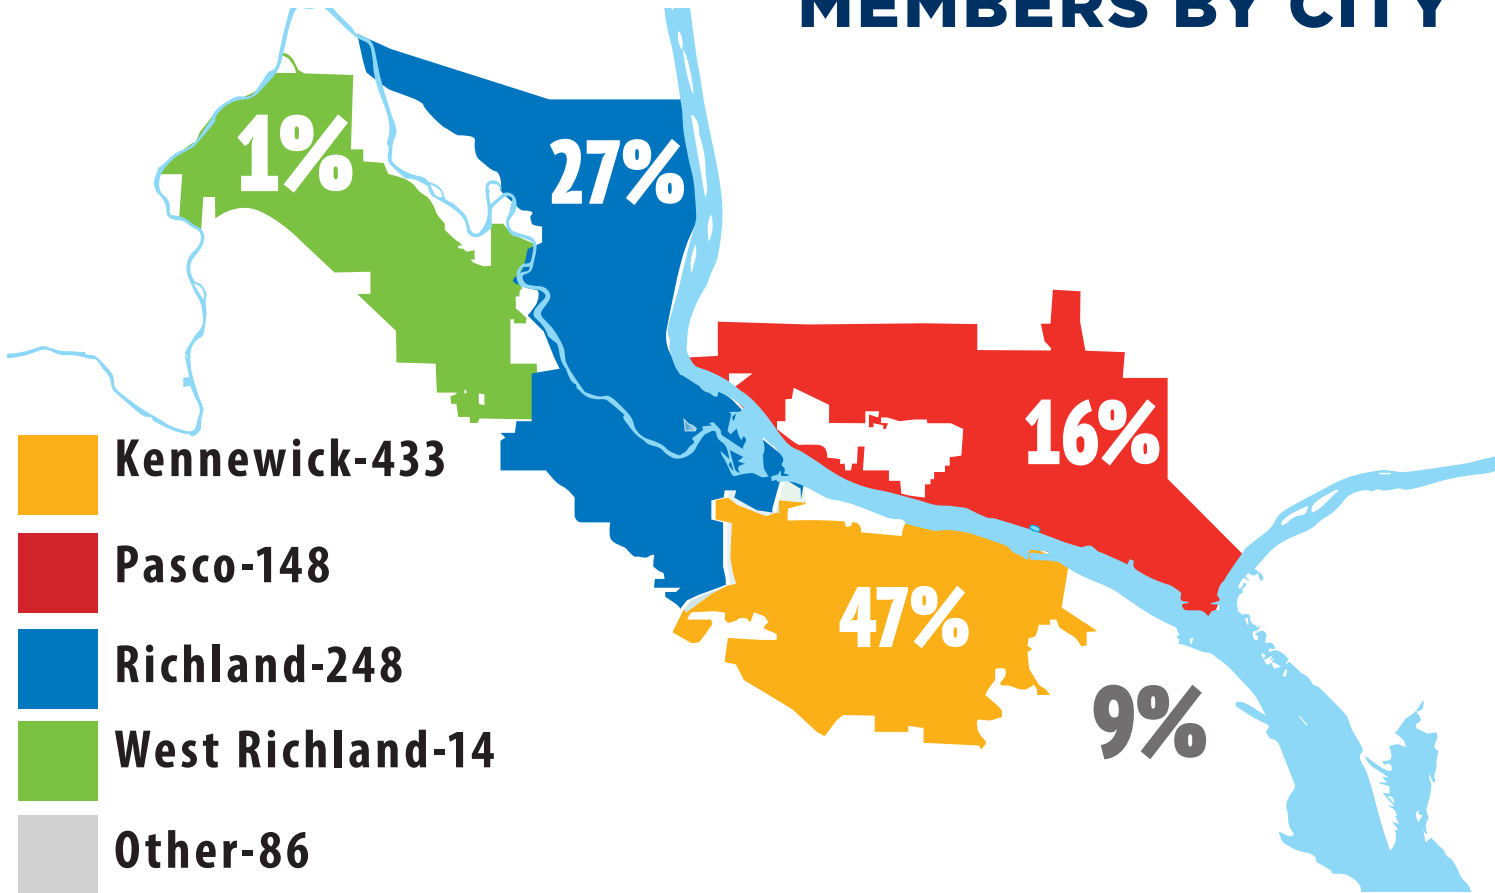 MEMBERS BY CITY
1%
27%
16%
47%
9%
Kennewick-433
Pasco-148
Richland-248
West Richland-14
Other-86